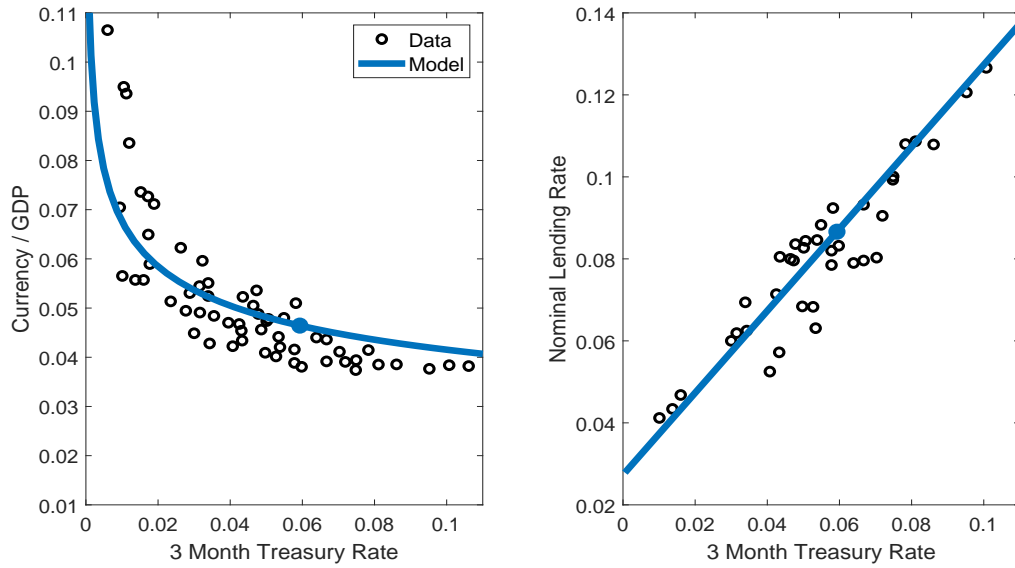 0.11
0.1
0.09
0.08
0.07
0.06
0.05
0.04
0.03
0.02
0.01
Currency / GDP
0 0.02 0.04 0.06 0.08 0.1
3 Month Treasury Rate
Data
Model
0.14
0.12
0.1
0.08
0.06
0.04
0.02
Nominal Lending Rate
0 0.02 0.04 0.06 0.08 0.1
3 Month Treasury Rate